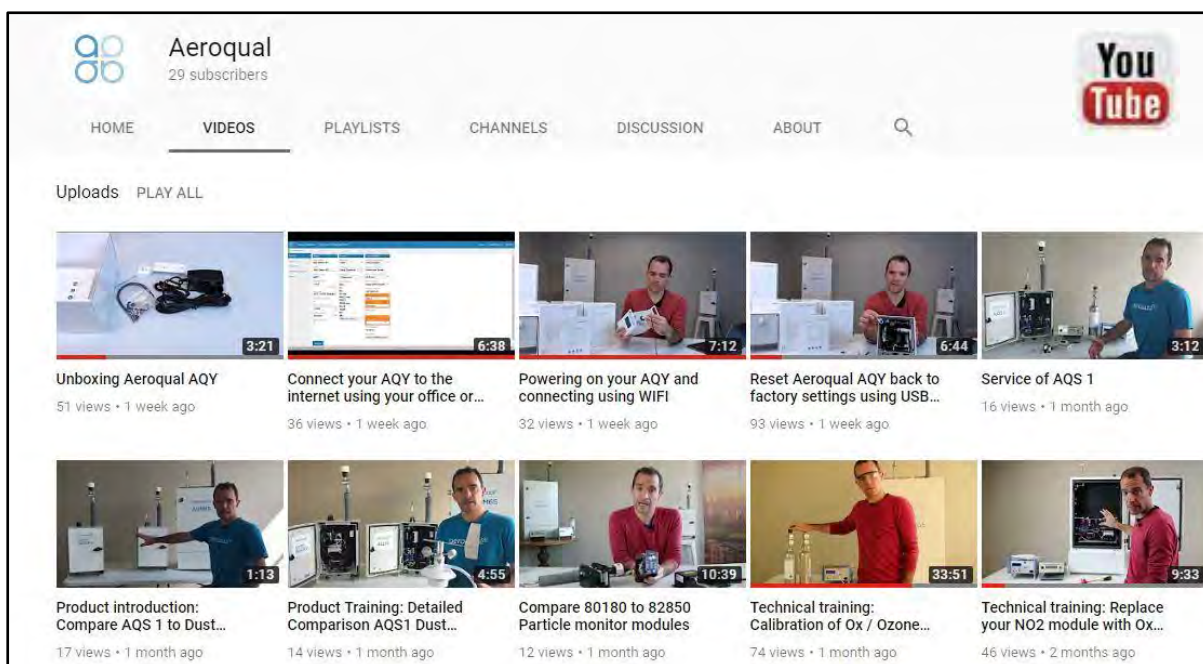 Aeroqual
29 subscribers
You
Tube
HOME VIDEOS PLAYLISTS CHANNELS DISCUSSION ABOUT
Uploads PLAY ALL
3:21 6:38 7:12 6:44 3:12
Unboxing Aeroqual AQY
51 views • 1 week ago
Connect your AQY to the
internet using your office or...
36 views • 1 week ago
Powering on your AQY and
connecting using WIFI
32 views • 1 week ago
Reset Aeroqual AQY back to
factory settings using USB...
93 views • 1 week ago
Service of AQS 1
16 views • 1 month ago
1:13 4:55 10:39 33:51 9:33
Product introduction:
Compare AQS 1 to Dust...
17 views • 1 month ago
Product Training: Detailed
Comparison AQS1 Dust...
14 views • 1 month ago
Compare 80180 to 82850
Particle monitor modules
12 views • 1 month ago
Technical training:
Calibration of Ox / Ozone...
74 views • 1 month ago
Technical training: Replace
your NO2 module with Ox...
46 views • 2 months ago